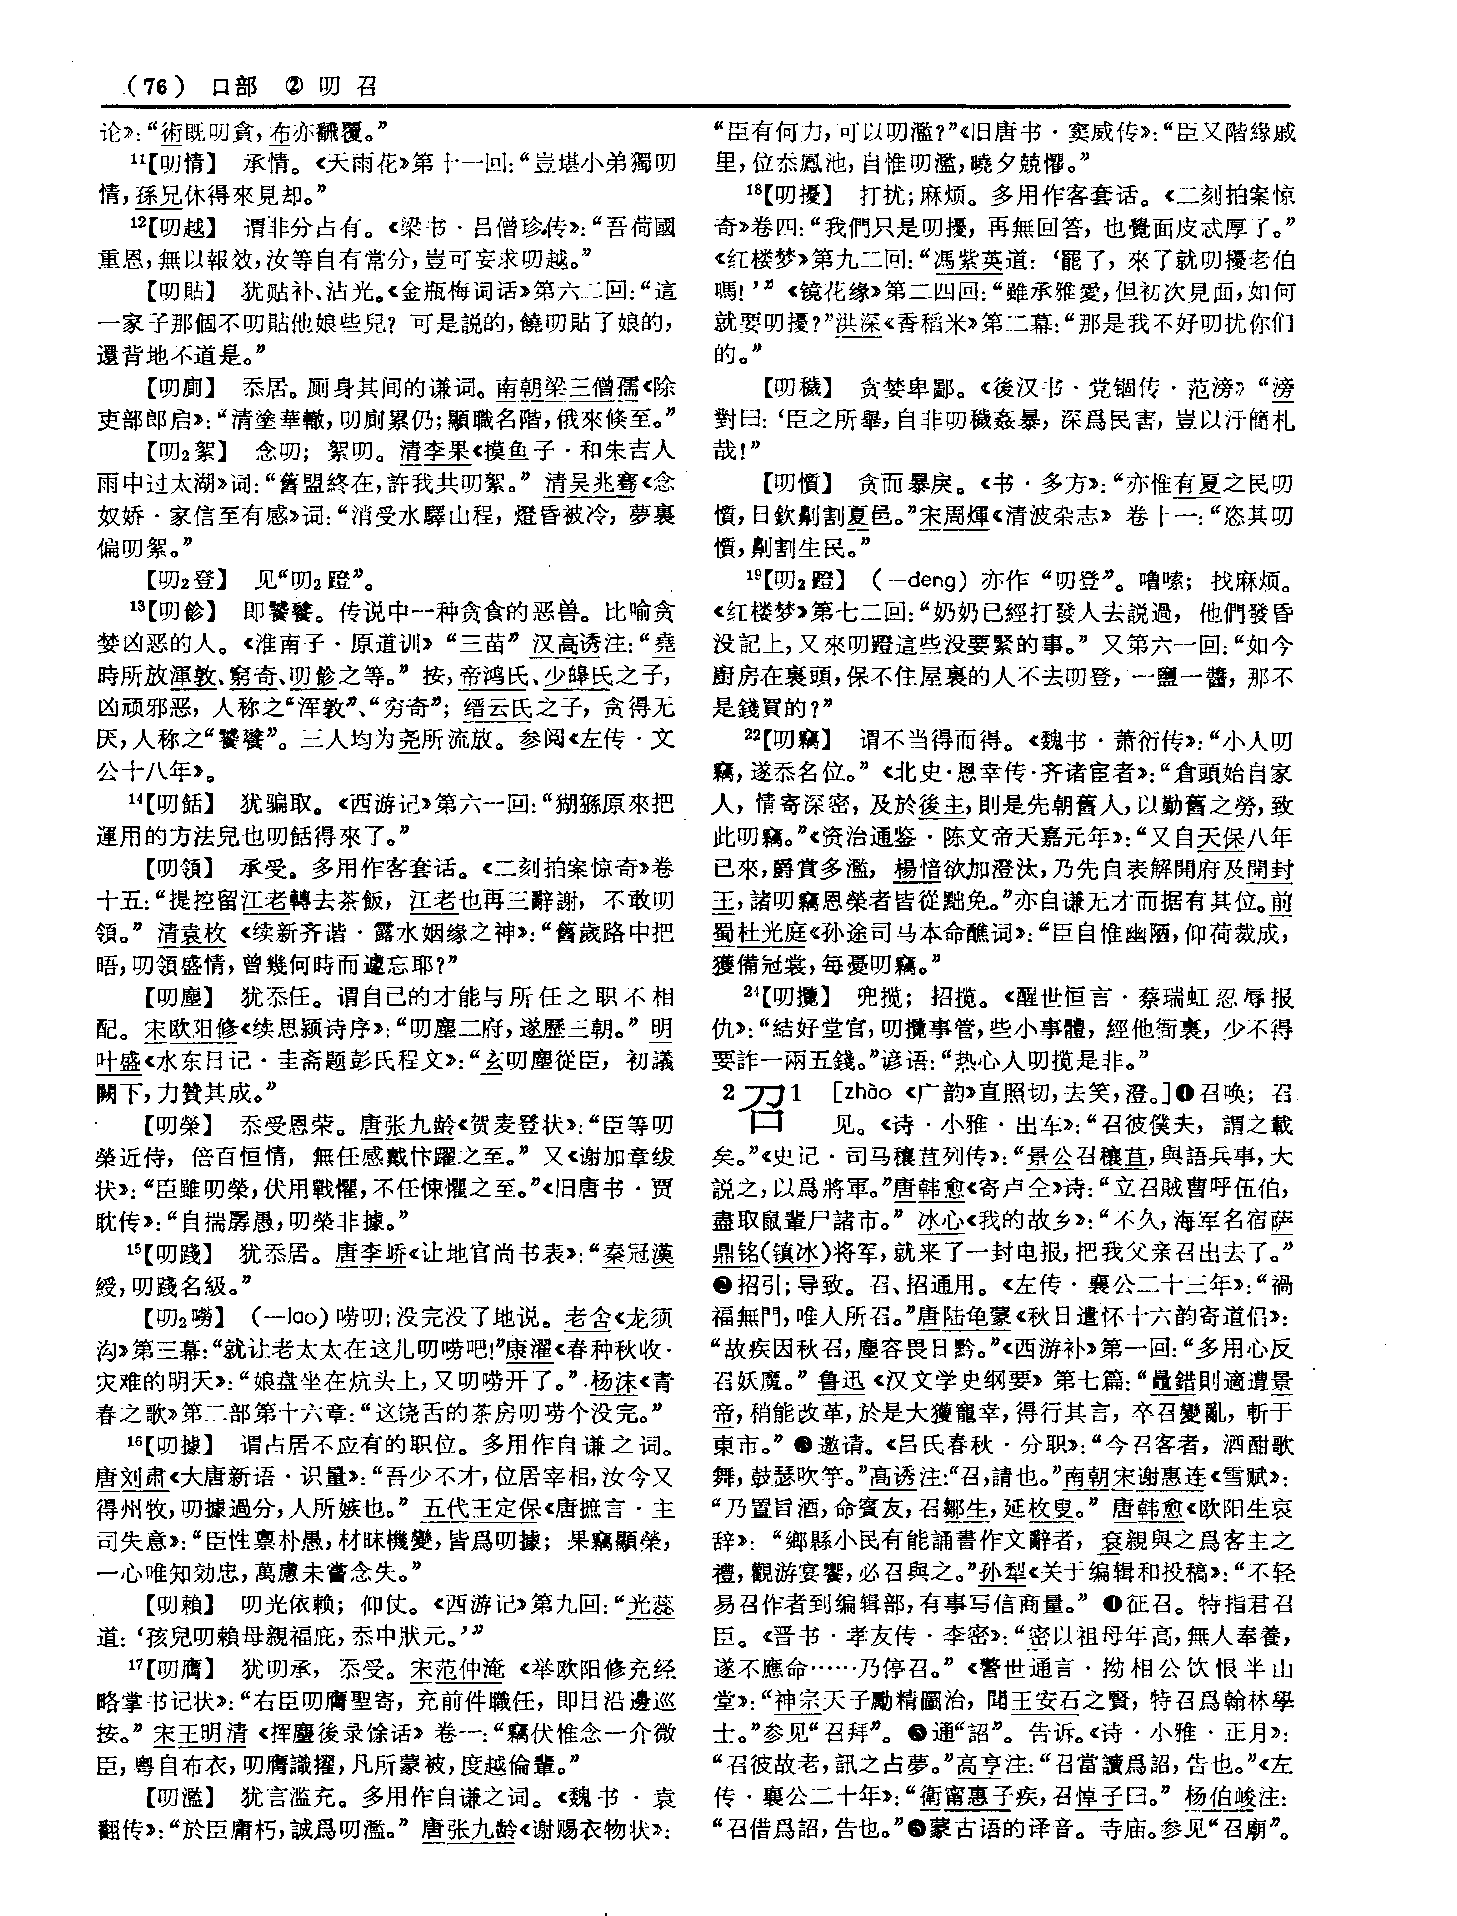 （76） 口部 ② 叨 召
论》：“術既叨貪，布亦飜覆。”
¹¹【叨情】 承情。《天雨花》第十一回：“豈堪小弟獨叨
情，孫兄休得來見却。”
¹²【叨越】 谓非分占有。《梁书·吕僧珍传》：“吾荷國
重恩，無以報效，汝等自有常分，豈可妄求叨越。”
【叨貼】 犹贴补、沾光。《金瓶梅词话》第六二回：“這
一家子那個不叨貼他娘些兒？可是説的，饒叨貼了娘的，
還背地不道是。”
【叨廁】 忝居。厕身其间的谦词。南朝梁王僧孺《除
吏部郎启》：“清塗華轍，叨廁累仍；顯職名階，俄來倏至。”
【叨₂絮】 念叨；絮叨。清李果《摸鱼子·和朱吉人
雨中过太湖》词：“舊盟終在，許我共叨絮。” 清吴兆骞《念
奴娇·家信至有感》词：“消受水驛山程，燈昏被冷，夢裏
偏叨絮。”
【叨₂登】 见“叨₂蹬”。
¹³【叨飻】 即饕餮。传说中一种贪食的恶兽。比喻贪
婪凶恶的人。《淮南子·原道训》“三苗” 汉高诱注：“堯
時所放渾敦、窮奇、叨飻之等。” 按，帝鸿氏、少皞氏之子，
凶顽邪恶，人称之“浑敦”、“穷奇”；缙云氏之子，贪得无
厌，人称之“饕餮”。三人均为尧所流放。参阅《左传·文
公十八年》。
¹⁴【叨餂】 犹骗取。《西游记》第六一回：“猢猻原來把
運用的方法兒也叨餂得來了。”
【叨領】 承受。多用作客套话。《二刻拍案惊奇》卷
十五：“提控留江老轉去茶飯，江老也再三辭謝，不敢叨
領。” 清袁枚《续新齐谐·露水姻缘之神》：“舊歲路中把
晤，叨領盛情，曾幾何時而遽忘耶？”
【叨塵】 犹忝任。谓自己的才能与所任之职不相
配。宋欧阳修《续思颍诗序》：“叨塵二府，遂歷三朝。” 明
叶盛《水东日记·圭斋题彭氏程文》：“玄叨塵從臣，初議
闕下，力贊其成。”
【叨榮】 忝受恩荣。唐张九龄《贺麦登状》：“臣等叨
榮近侍，倍百恒情，無任感戴忭躍之至。” 又《谢加章绂
状》：“臣雖叨榮，伏用戰懼，不任悚懼之至。”《旧唐书·贾
耽传》：“自揣孱愚，叨榮非據。”
¹⁵【叨踐】 犹忝居。唐李峤《让地官尚书表》：“秦冠漢
綬，叨踐名級。”
【叨₂嘮】 （—lao）唠叨；没完没了地说。老舍《龙须
沟》第三幕：“就让老太太在这儿叨唠吧！”康濯《春种秋收·
灾难的明天》：“娘盘坐在炕头上，又叨唠开了。” 杨沫《青
春之歌》第二部第十六章：“这饶舌的茶房叨唠个没完。”
¹⁶【叨據】 谓占居不应有的职位。多用作自谦之词。
唐刘肃《大唐新语·识量》：“吾少不才，位居宰相，汝今又
得州牧，叨據過分，人所嫉也。” 五代王定保《唐摭言·主
司失意》：“臣性禀朴愚，材昧機變，皆爲叨據；果竊顯榮，
一心唯知効忠，萬慮未嘗念失。”
【叨賴】 叨光依赖；仰仗。《西游记》第九回：“光蕊
道：‘孩兒叨賴母親福庇，忝中狀元。’”
¹⁷【叨膺】 犹叨承，忝受。宋范仲淹《举欧阳修充经
略掌书记状》：“右臣叨膺聖寄，充前件職任，即日沿邊巡
按。” 宋王明清《挥麈後录馀话》卷一：“竊伏惟念一介微
臣，粤自布衣，叨膺識擢，凡所蒙被，度越倫輩。”
【叨濫】 犹言滥充。多用作自谦之词。《魏书·袁
翻传》：“於臣庸朽，誠爲叨濫。” 唐张九龄《谢赐衣物状》：
“臣有何力，可以叨濫？”《旧唐书·窦威传》：“臣又階緣戚
里，位忝鳳池，自惟叨濫，曉夕兢懼。”
¹⁸【叨擾】 打扰；麻烦。多用作客套话。《二刻拍案惊
奇》卷四：“我們只是叨擾，再無回答，也覺面皮忒厚了。”
《红楼梦》第九二回：“馮紫英道：‘罷了，來了就叨擾老伯
嗎！’” 《镜花缘》第二四回：“雖承雅愛，但初次見面，如何
就要叨擾？”洪深《香稻米》第二幕：“那是我不好叨扰你们
的。”
【叨穢】 贪婪卑鄙。《後汉书·党锢传·范滂》“滂
對曰：‘臣之所舉，自非叨穢姦暴，深爲民害，豈以汙簡札
哉！”
【叨懫】 贪而暴戾。《书·多方》：“亦惟有夏之民叨
懫，日欽劓割夏邑。”宋周煇《清波杂志》卷十一：“恣其叨
懫，劓割生民。”
¹⁹【叨₂蹬】 （—deng）亦作“叨登”。噜嗦；找麻烦。
《红楼梦》第七二回：“奶奶已經打發人去説過，他們發昏
没記上，又來叨蹬這些没要緊的事。” 又第六一回：“如今
廚房在裏頭，保不住屋裏的人不去叨登，一鹽一醬，那不
是錢買的？”
²²【叨竊】 谓不当得而得。《魏书·萧衍传》：“小人叨
竊，遂忝名位。” 《北史·恩幸传·齐诸宦者》：“倉頭始自家
人，情寄深密，及於後主，則是先朝舊人，以勤舊之勞，致
此叨竊。”《资治通鉴·陈文帝天嘉元年》：“又自天保八年
已來，爵賞多濫，楊愔欲加澄汰，乃先自表解開府及開封
王，諸叨竊恩榮者皆從黜免。”亦自谦无才而据有其位。前
蜀杜光庭《孙途司马本命醮词》：“臣自惟幽陋，仰荷裁成，
獲備冠裳，每憂叨竊。”
²⁴【叨攬】 兜揽；招揽。《醒世恒言·蔡瑞虹忍辱报
仇》：“結好堂官，叨攬事管，些小事體，經他衙裏，少不得
要詐一兩五錢。”谚语：“热心人叨揽是非。”
2 召1 ［zhào《广韵》直照切，去笑，澄。］❶召唤；召
见。《诗·小雅·出车》：“召彼僕夫，謂之載
矣。”《史记·司马穰苴列传》：“景公召穰苴，與語兵事，大
説之，以爲將軍。”唐韩愈《寄卢仝》诗：“立召賊曹呼伍伯，
盡取鼠輩尸諸市。” 冰心《我的故乡》：“不久，海军名宿萨
鼎铭（镇冰）将军，就来了一封电报，把我父亲召出去了。”
❷招引；导致。召、招通用。《左传·襄公二十三年》：“禍
福無門，唯人所召。”唐陆龟蒙《秋日遣怀十六韵寄道侣》：
“故疾因秋召，塵容畏日黔。”《西游补》第一回：“多用心反
召妖魔。” 鲁迅《汉文学史纲要》第七篇：“鼂錯則適遭景
帝，稍能改革，於是大獲寵幸，得行其言，卒召變亂，斬于
東市。” ❸邀请。《吕氏春秋·分职》：“今召客者，酒酣歌
舞，鼓瑟吹竽。”高诱注：“召，請也。”南朝宋谢惠连《雪赋》：
“乃置旨酒，命賓友，召鄒生，延枚叟。” 唐韩愈《欧阳生哀
辞》：“鄉縣小民有能誦書作文辭者，衮親與之爲客主之
禮，觀游宴饗，必召與之。”孙犁《关于编辑和投稿》：“不轻
易召作者到编辑部，有事写信商量。” ❹征召。特指君召
臣。《晋书·孝友传·李密》：“密以祖母年高，無人奉養，
遂不應命……乃停召。” 《警世通言·拗相公饮恨半山
堂》：“神宗天子勵精圖治，聞王安石之賢，特召爲翰林學
士。”参见“召拜”。❺通“詔”。告诉。《诗·小雅·正月》：
“召彼故老，訊之占夢。”高亨注：“召當讀爲詔，告也。”《左
传·襄公二十年》：“衛甯惠子疾，召悼子曰。” 杨伯峻注：
“召借爲詔，告也。”❻蒙古语的译音。寺庙。参见“召廟”。